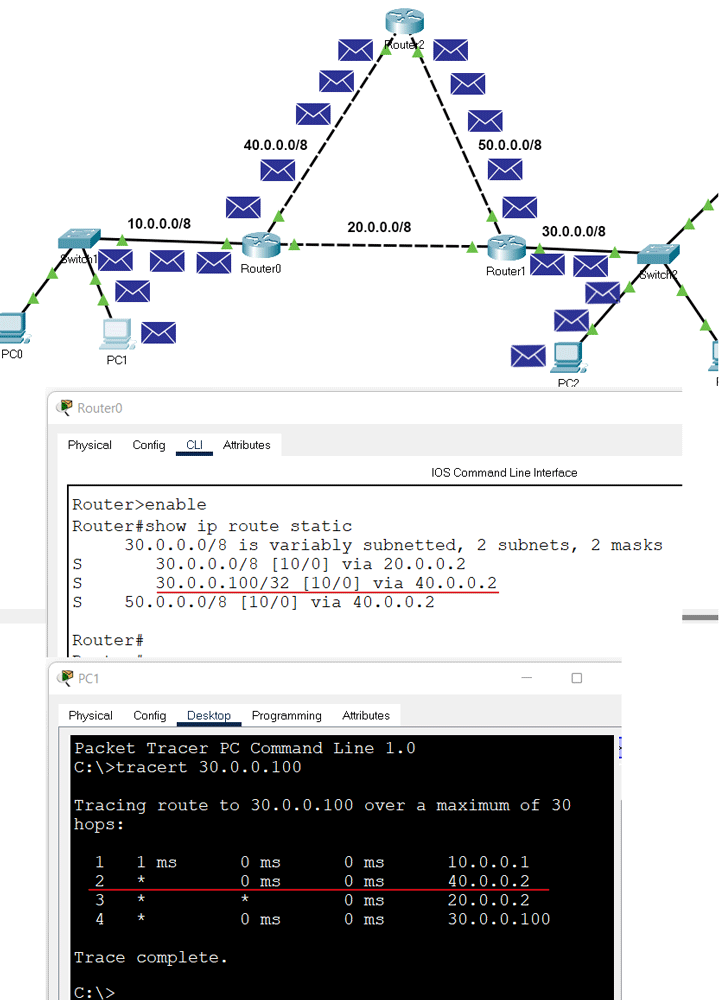 Router2
40.0.0.0/8
50.0.0.0/8
10.0.0.0/8
20.0.0.0/8
30.0.0.0/8
Switch1
Router0
Router1
Switch2
PC0
PC1
PC2
Router0
Physical Config CLI Attributes
IOS Command Line Interface
Router>enable
Router#show ip route static
30.0.0.0/8 is variably subnetted, 2 subnets, 2 masks
S 30.0.0.0/8 [10/0] via 20.0.0.2
S 30.0.0.100/32 [10/0] via 40.0.0.2
S 50.0.0.0/8 [10/0] via 40.0.0.2
Router#
PC1
Physical Config Desktop Programming Attributes
Packet Tracer PC Command Line 1.0
C:\>tracert 30.0.0.100
Tracing route to 30.0.0.100 over a maximum of 30
hops:
1 1 ms 0 ms 0 ms 10.0.0.1
2 * 0 ms 0 ms 40.0.0.2
3 * * 0 ms 20.0.0.2
4 * 0 ms 0 ms 30.0.0.100
Trace complete.
C:\>